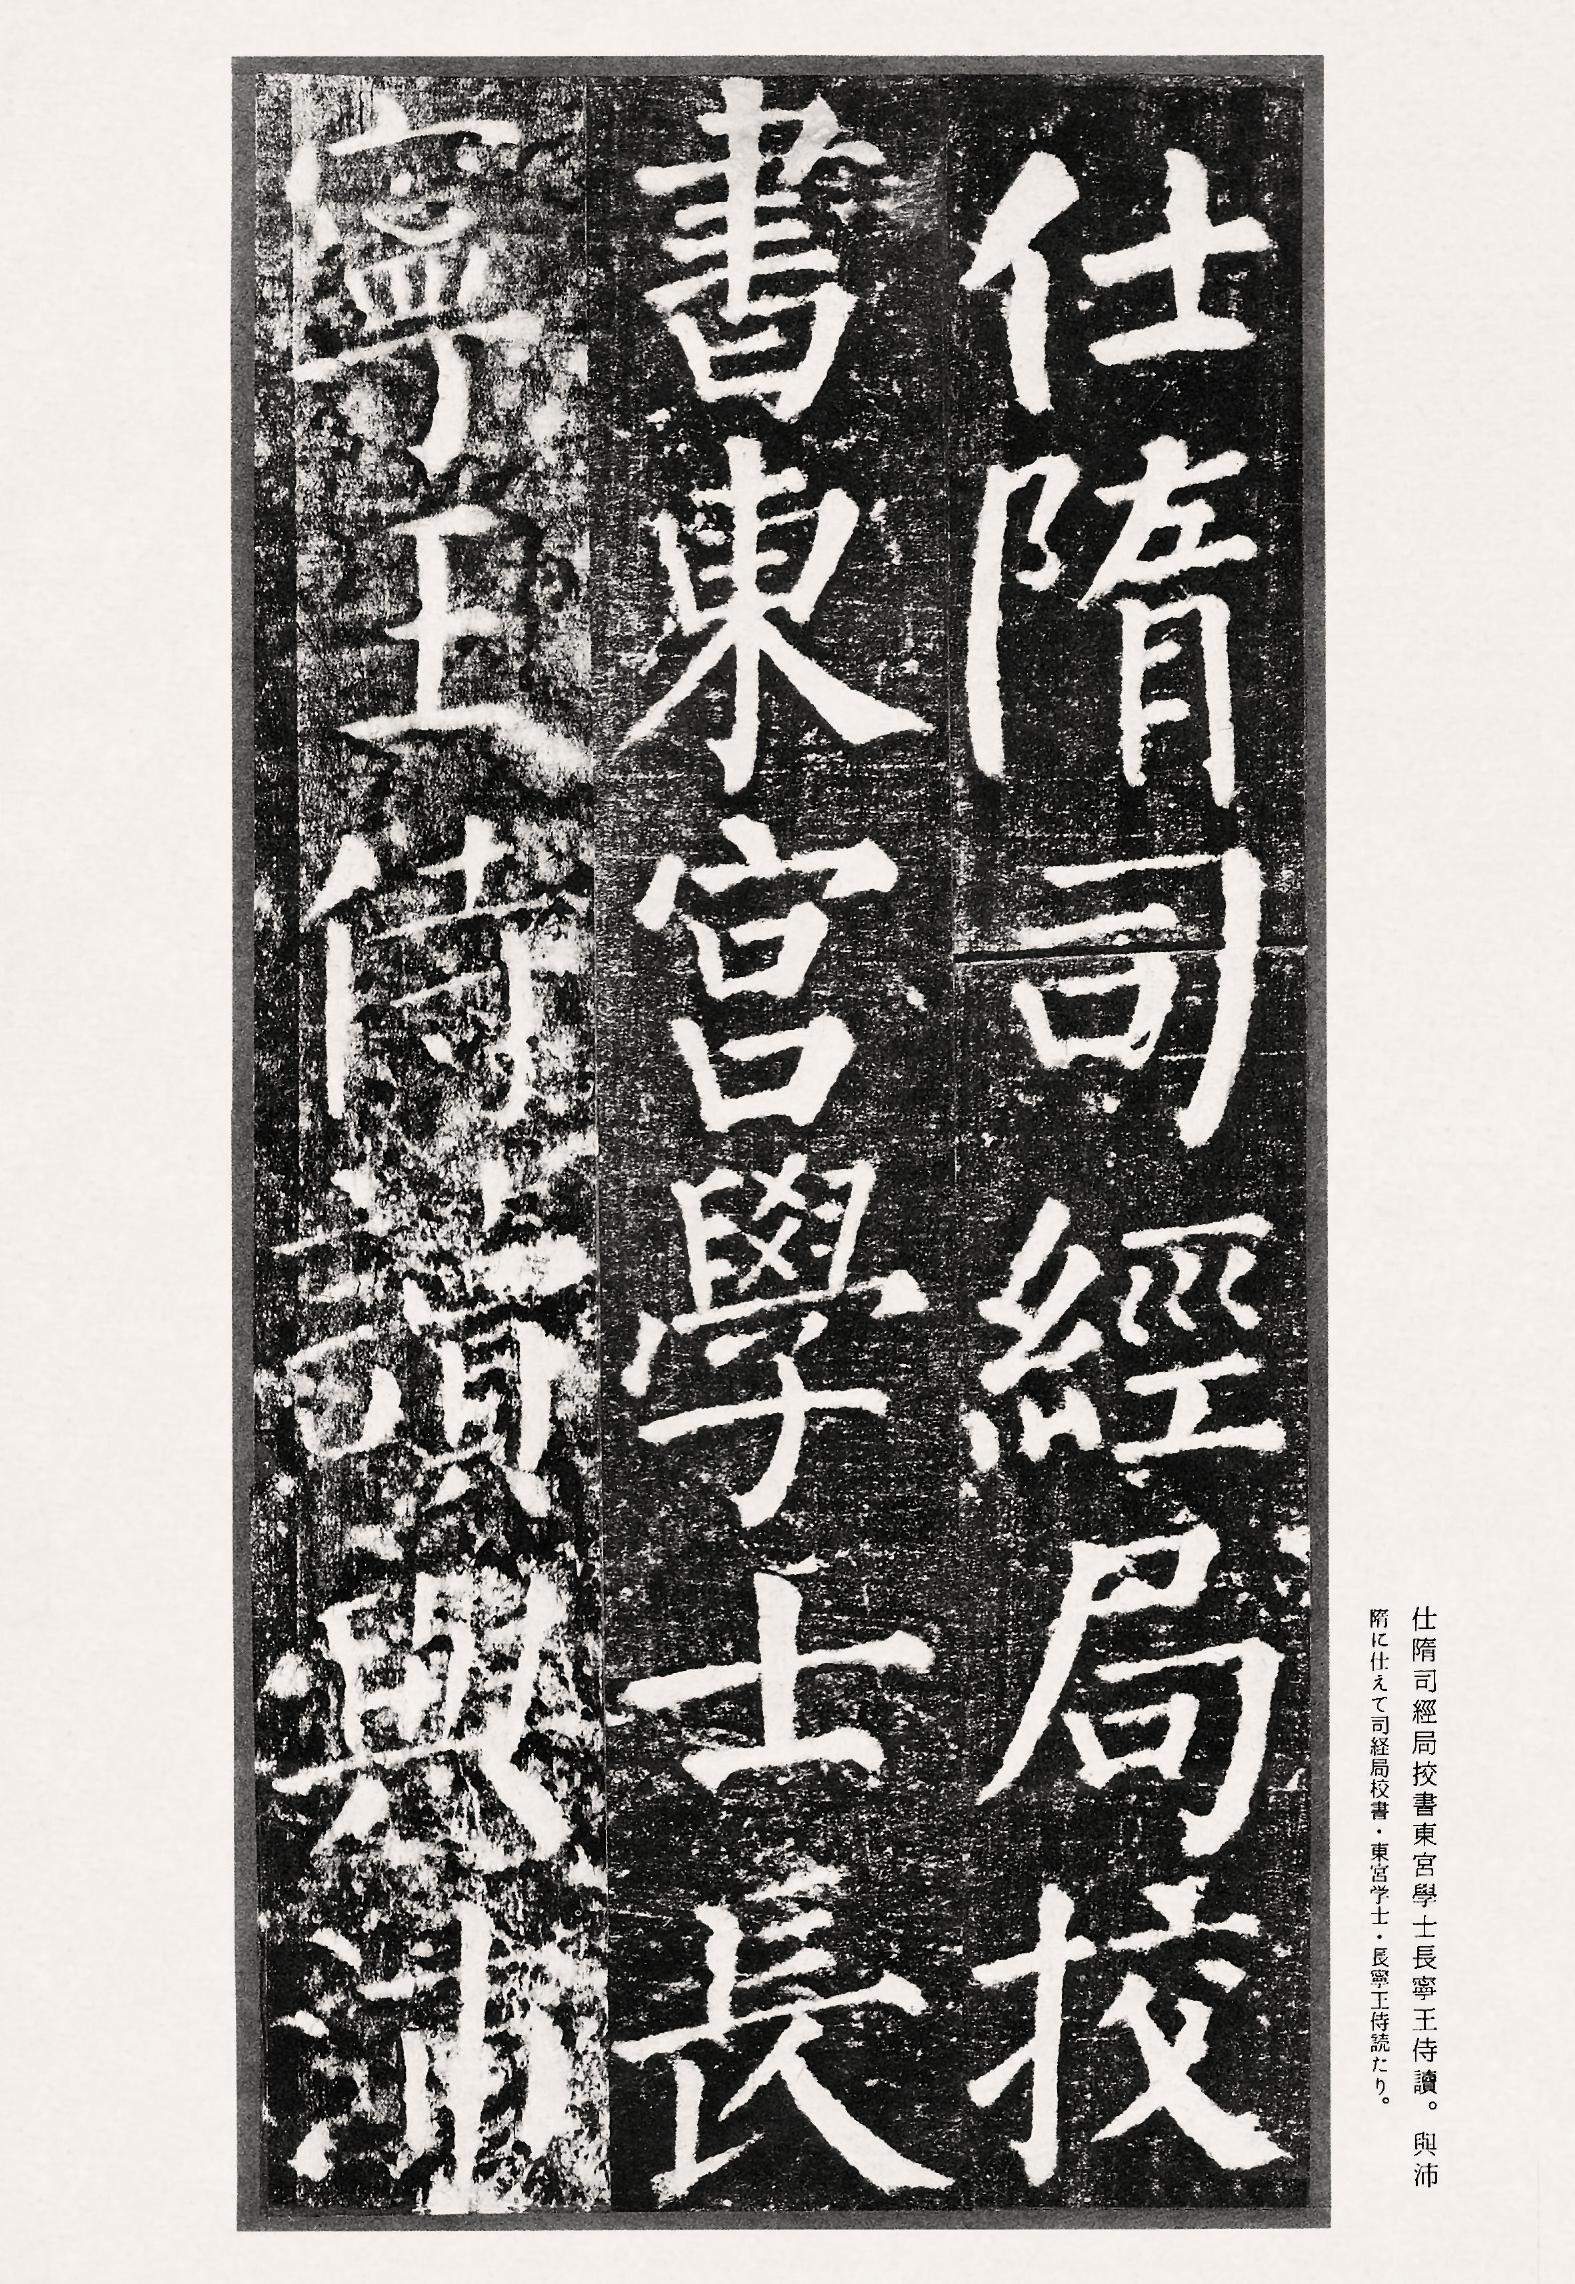 仕隋司經局挍
書東宮學士長
寧王侍讀與沛
仕隋司經局挍書東宮學士長寧王侍讀。與沛
隋に仕えて司経局校書・東宮学士・長寧王侍読たり。